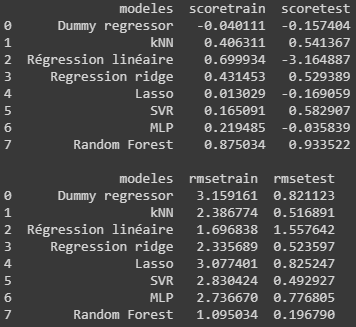 modeles scoretrain scoretest
0 Dummy regressor -0.040111 -0.157404
1 kNN 0.406311 0.541367
2 Régression linéaire 0.699934 -3.164887
3 Regression ridge 0.431453 0.529389
4 Lasso 0.013029 -0.169059
5 SVR 0.165091 0.582907
6 MLP 0.219485 -0.035839
7 Random Forest 0.875034 0.933522
modeles rmsetrain rmsetest
0 Dummy regressor 3.159161 0.821123
1 kNN 2.386774 0.516891
2 Régression linéaire 1.696838 1.557642
3 Regression ridge 2.335689 0.523597
4 Lasso 3.077401 0.825247
5 SVR 2.830424 0.492927
6 MLP 2.736670 0.776805
7 Random Forest 1.095034 0.196790